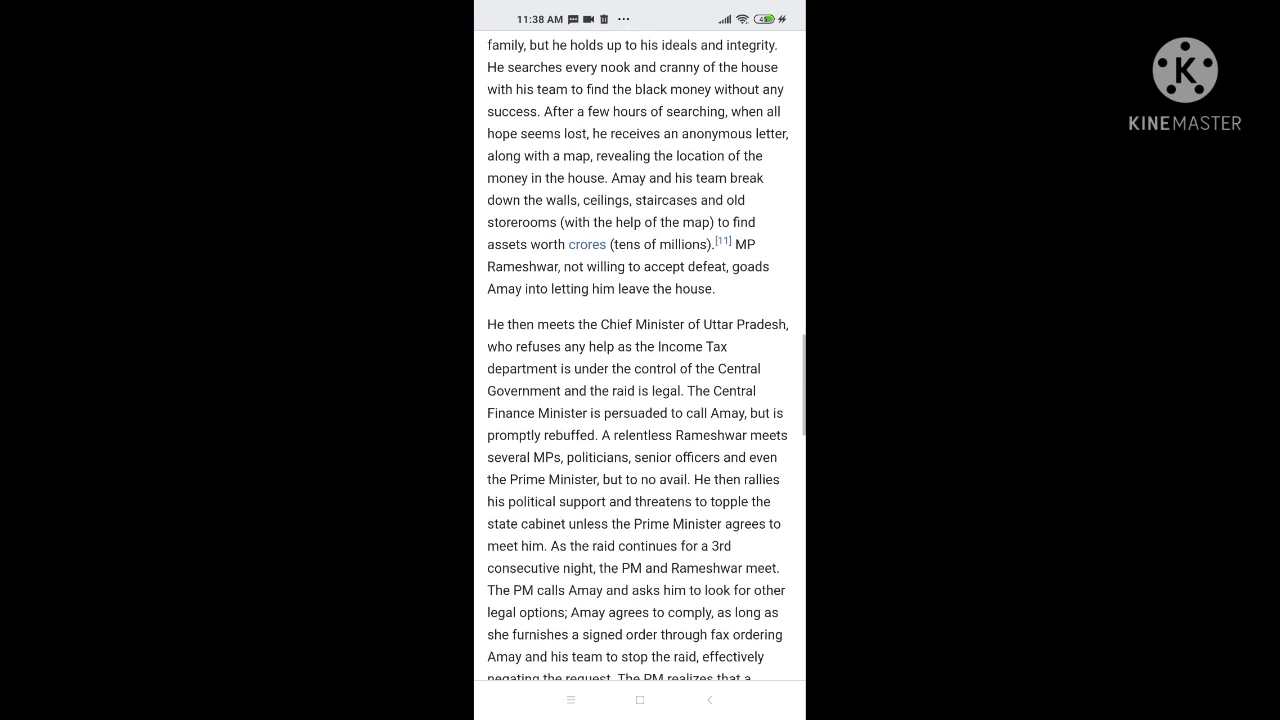 11:38 AM
45
K
KINEMASTER
family, but he holds up to his ideals and integrity.
He searches every nook and cranny of the house
with his team to find the black money without any
success. After a few hours of searching, when all
hope seems lost, he receives an anonymous letter,
along with a map, revealing the location of the
money in the house. Amay and his team break
down the walls, ceilings, staircases and old
storerooms (with the help of the map) to find
assets worth crores (tens of millions).[11] MP
Rameshwar, not willing to accept defeat, goads
Amay into letting him leave the house.
He then meets the Chief Minister of Uttar Pradesh,
who refuses any help as the Income Tax
department is under the control of the Central
Government and the raid is legal. The Central
Finance Minister is persuaded to call Amay, but is
promptly rebuffed. A relentless Rameshwar meets
several MPs, politicians, senior officers and even
the Prime Minister, but to no avail. He then rallies
his political support and threatens to topple the
state cabinet unless the Prime Minister agrees to
meet him. As the raid continues for a 3rd
consecutive night, the PM and Rameshwar meet.
The PM calls Amay and asks him to look for other
legal options; Amay agrees to comply, as long as
she furnishes a signed order through fax ordering
Amay and his team to stop the raid, effectively
negating the request. The PM realizes that a